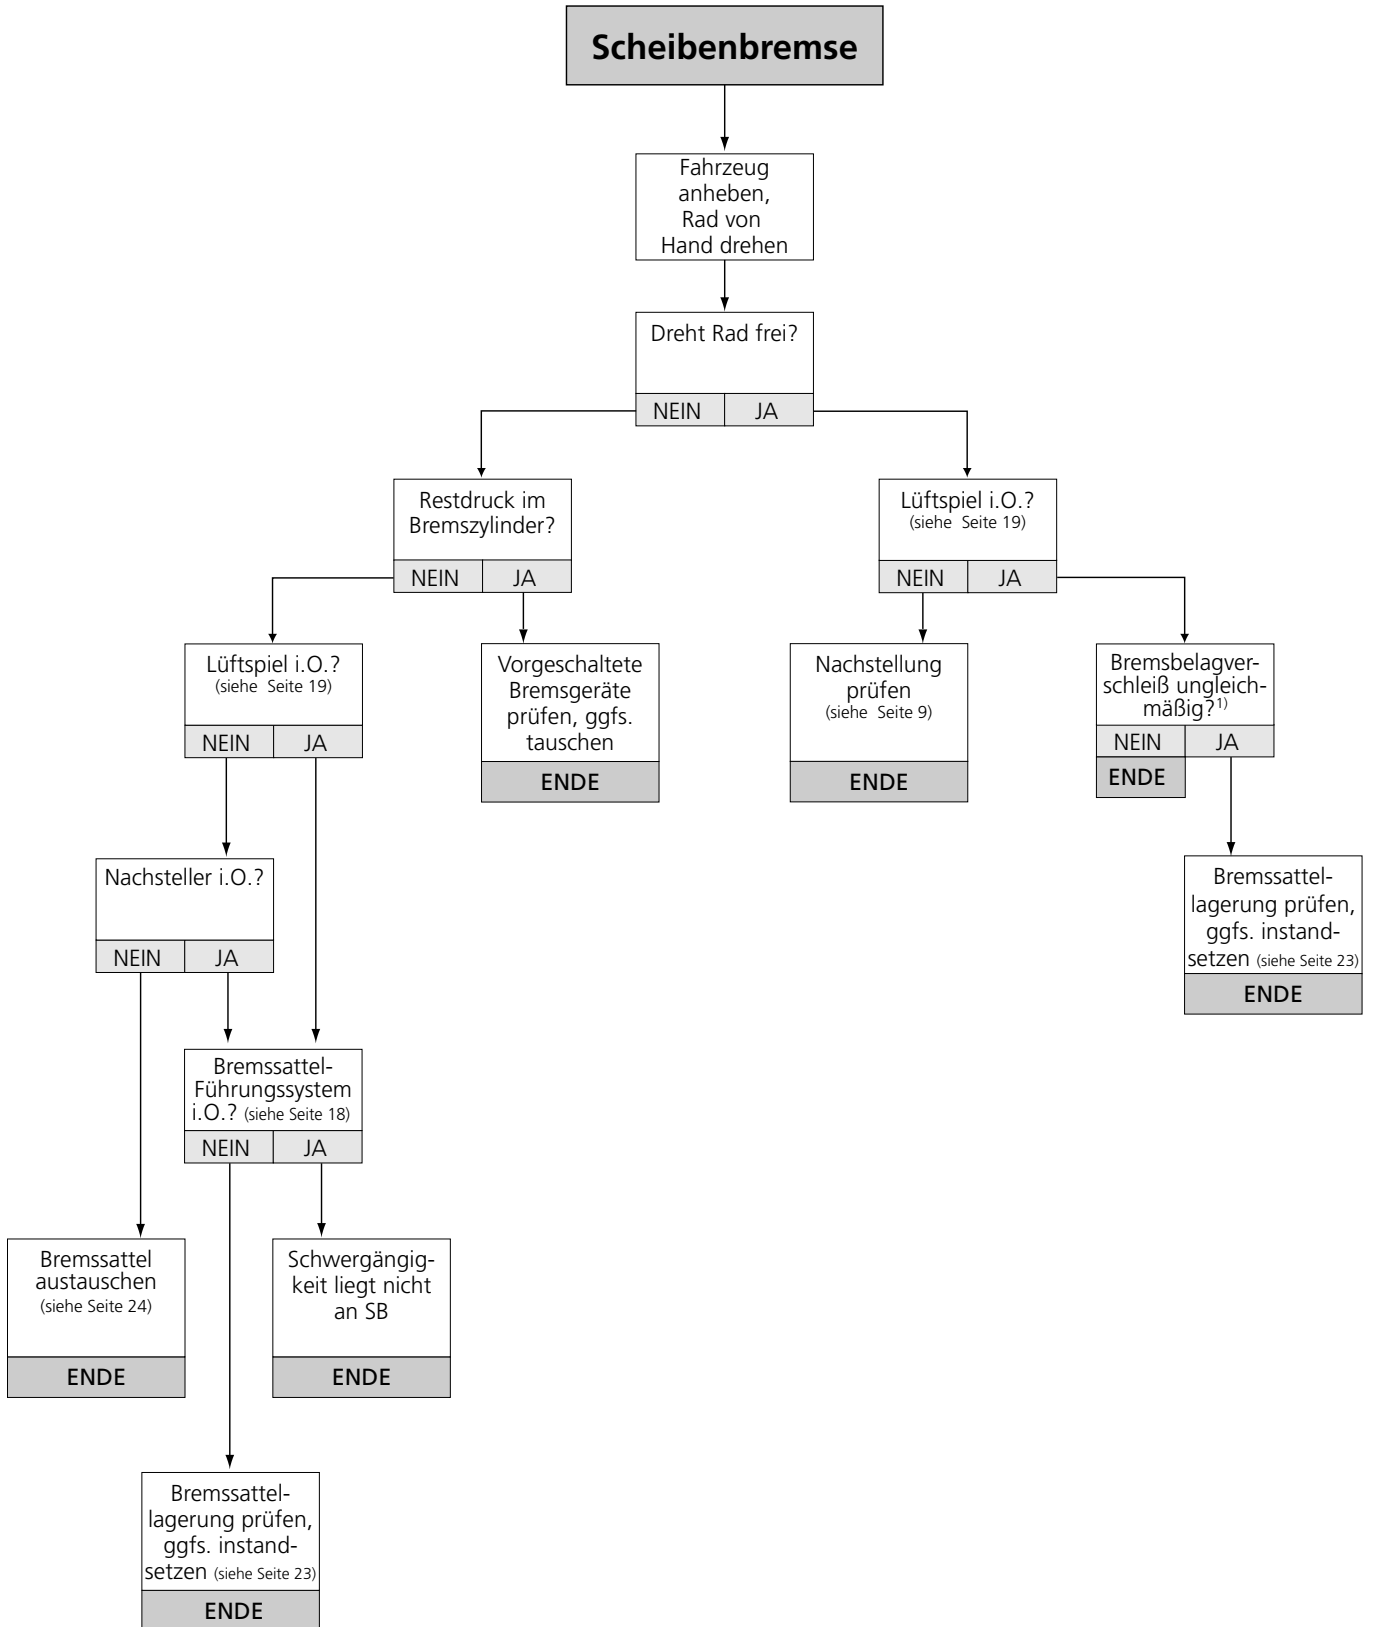 Scheibenbremse
Fahrzeug
anheben,
Rad von
Hand drehen
Dreht Rad frei?
NEIN JA
Restdruck im
Bremszylinder?
NEIN JA
Lüftspiel i.O.?
(siehe Seite 19)
NEIN JA
Lüftspiel i.O.?
(siehe Seite 19)
NEIN JA
Vorgeschaltete
Bremsgeräte
prüfen, ggfs.
tauschen
ENDE
Nachstellung
prüfen
(siehe Seite 9)
ENDE
Bremsbelagver-
schleiß ungleich-
mäßig?1)
NEIN JA
ENDE
Nachsteller i.O.?
NEIN JA
Bremssattel-
lagerung prüfen,
ggfs. instand-
setzen (siehe Seite 23)
ENDE
Bremssattel-
Führungssystem
i.O.? (siehe Seite 18)
NEIN JA
Bremssattel
austauschen
(siehe Seite 24)
ENDE
Schwergängig-
keit liegt nicht
an SB
ENDE
Bremssattel-
lagerung prüfen,
ggfs. instand-
setzen (siehe Seite 23)
ENDE